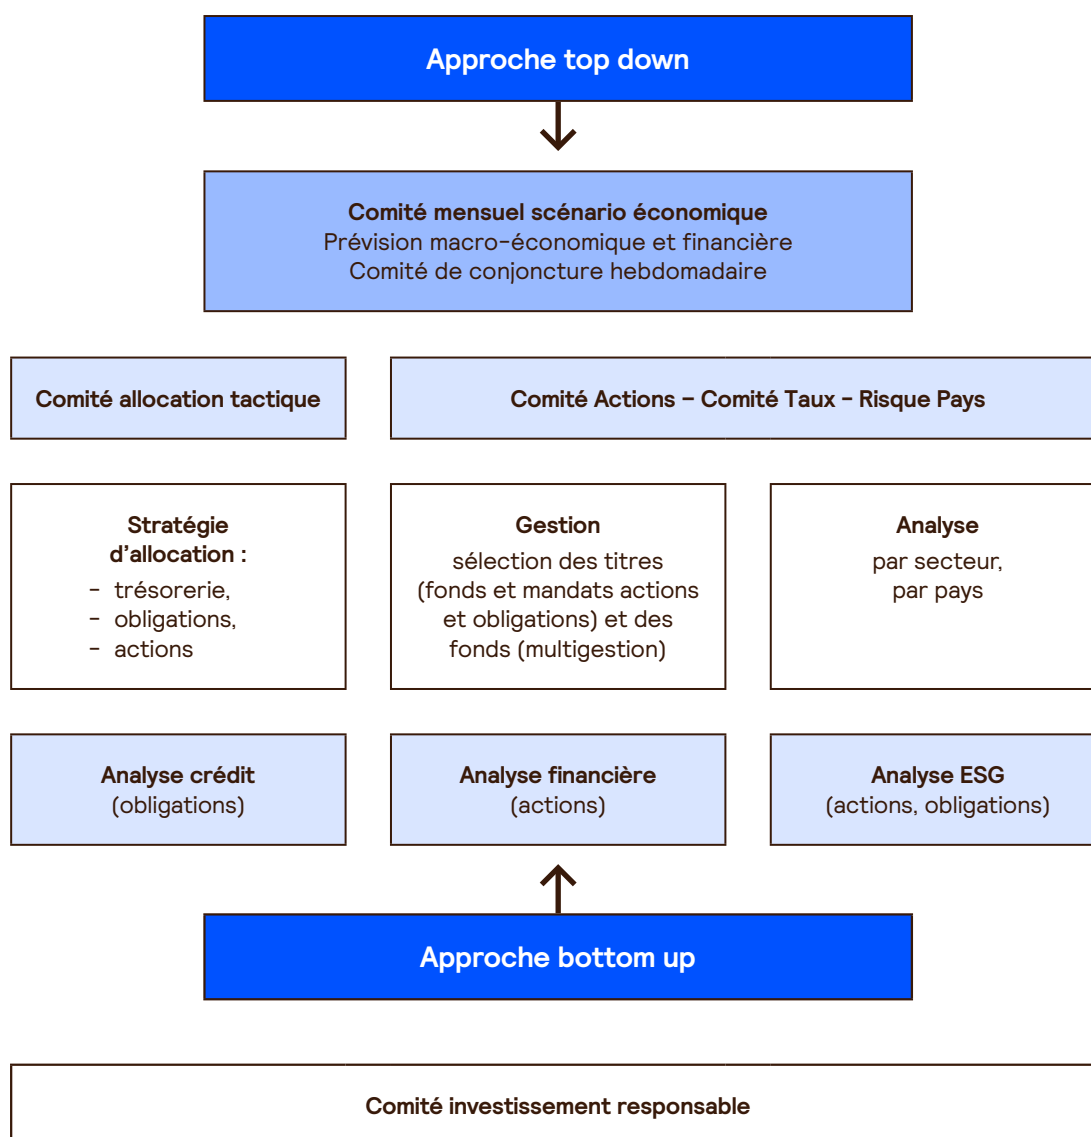 Approche top down
Comité mensuel scénario économique
Prévision macro-économique et financière
Comité de conjoncture hebdomadaire
Comité allocation tactique
Comité Actions – Comité Taux - Risque Pays
Stratégie
d’allocation :
- trésorerie,
- obligations,
- actions
Gestion
sélection des titres
(fonds et mandats actions
et obligations) et des
fonds (multigestion)
Analyse
par secteur,
par pays
Analyse crédit
(obligations)
Analyse financière
(actions)
Analyse ESG
(actions, obligations)
Approche bottom up
Comité investissement responsable